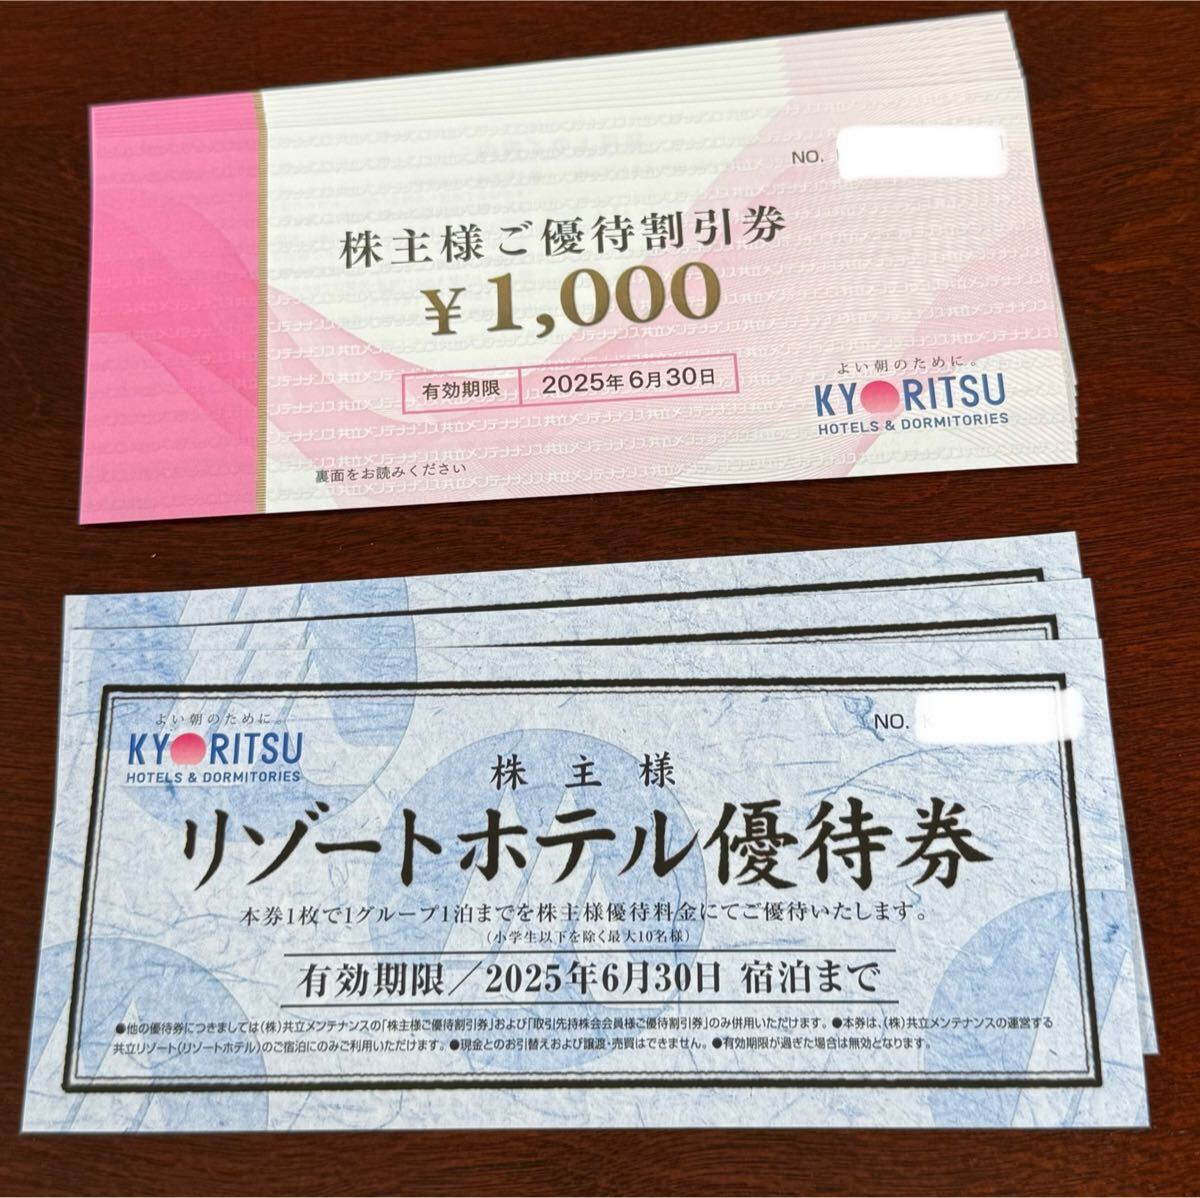 NO.
株主様ご優待割引券
¥1,000
有効期限 2025年6月30日
よい朝のために。
KYORITSU
HOTELS & DORMITORIES
裏面をお読みください
よい朝のために。
KYORITSU
HOTELS & DORMITORIES
NO.
株主様
リゾートホテル優待券
本券1枚で1グループ1泊までを株主様優待料金にてご優待いたします。
(小学生以下を除く最大10名様)
有効期限/2025年6月30日 宿泊まで
●他の優待券につきましては(株)共立メンテナンスの「株主様ご優待割引券」および「取引先持株会会員様ご優待割引券」のみ併用いただけます。●本券は、(株)共立メンテナンスの運営する
共立リゾート(リゾートホテル)のご宿泊にのみご利用いただけます。●現金とのお引替えおよび譲渡・売買はできません。●有効期限が過ぎた場合は無効となります。